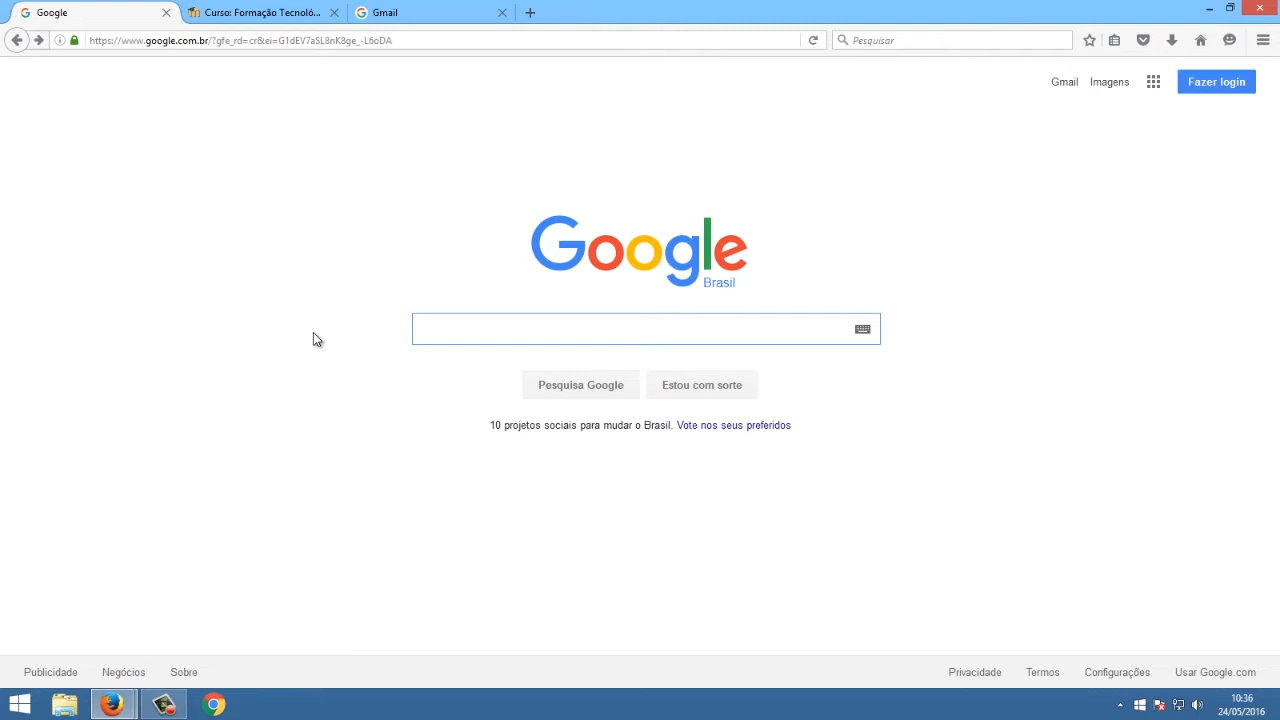 Google
Curso: Formação Tecnoló...
Gmail
https://www.google.com.br/?gfe_rd=cr&ei=G1dEV7aSL8nK8ge_-L6oDA
Pesquisar
Gmail Imagens
Fazer login
Google
Brasil
Pesquisa Google
Estou com sorte
10 projetos sociais para mudar o Brasil. Vote nos seus preferidos
Publicidade Negócios Sobre
Privacidade Termos Configurações Usar Google.com
10:36
24/05/2016